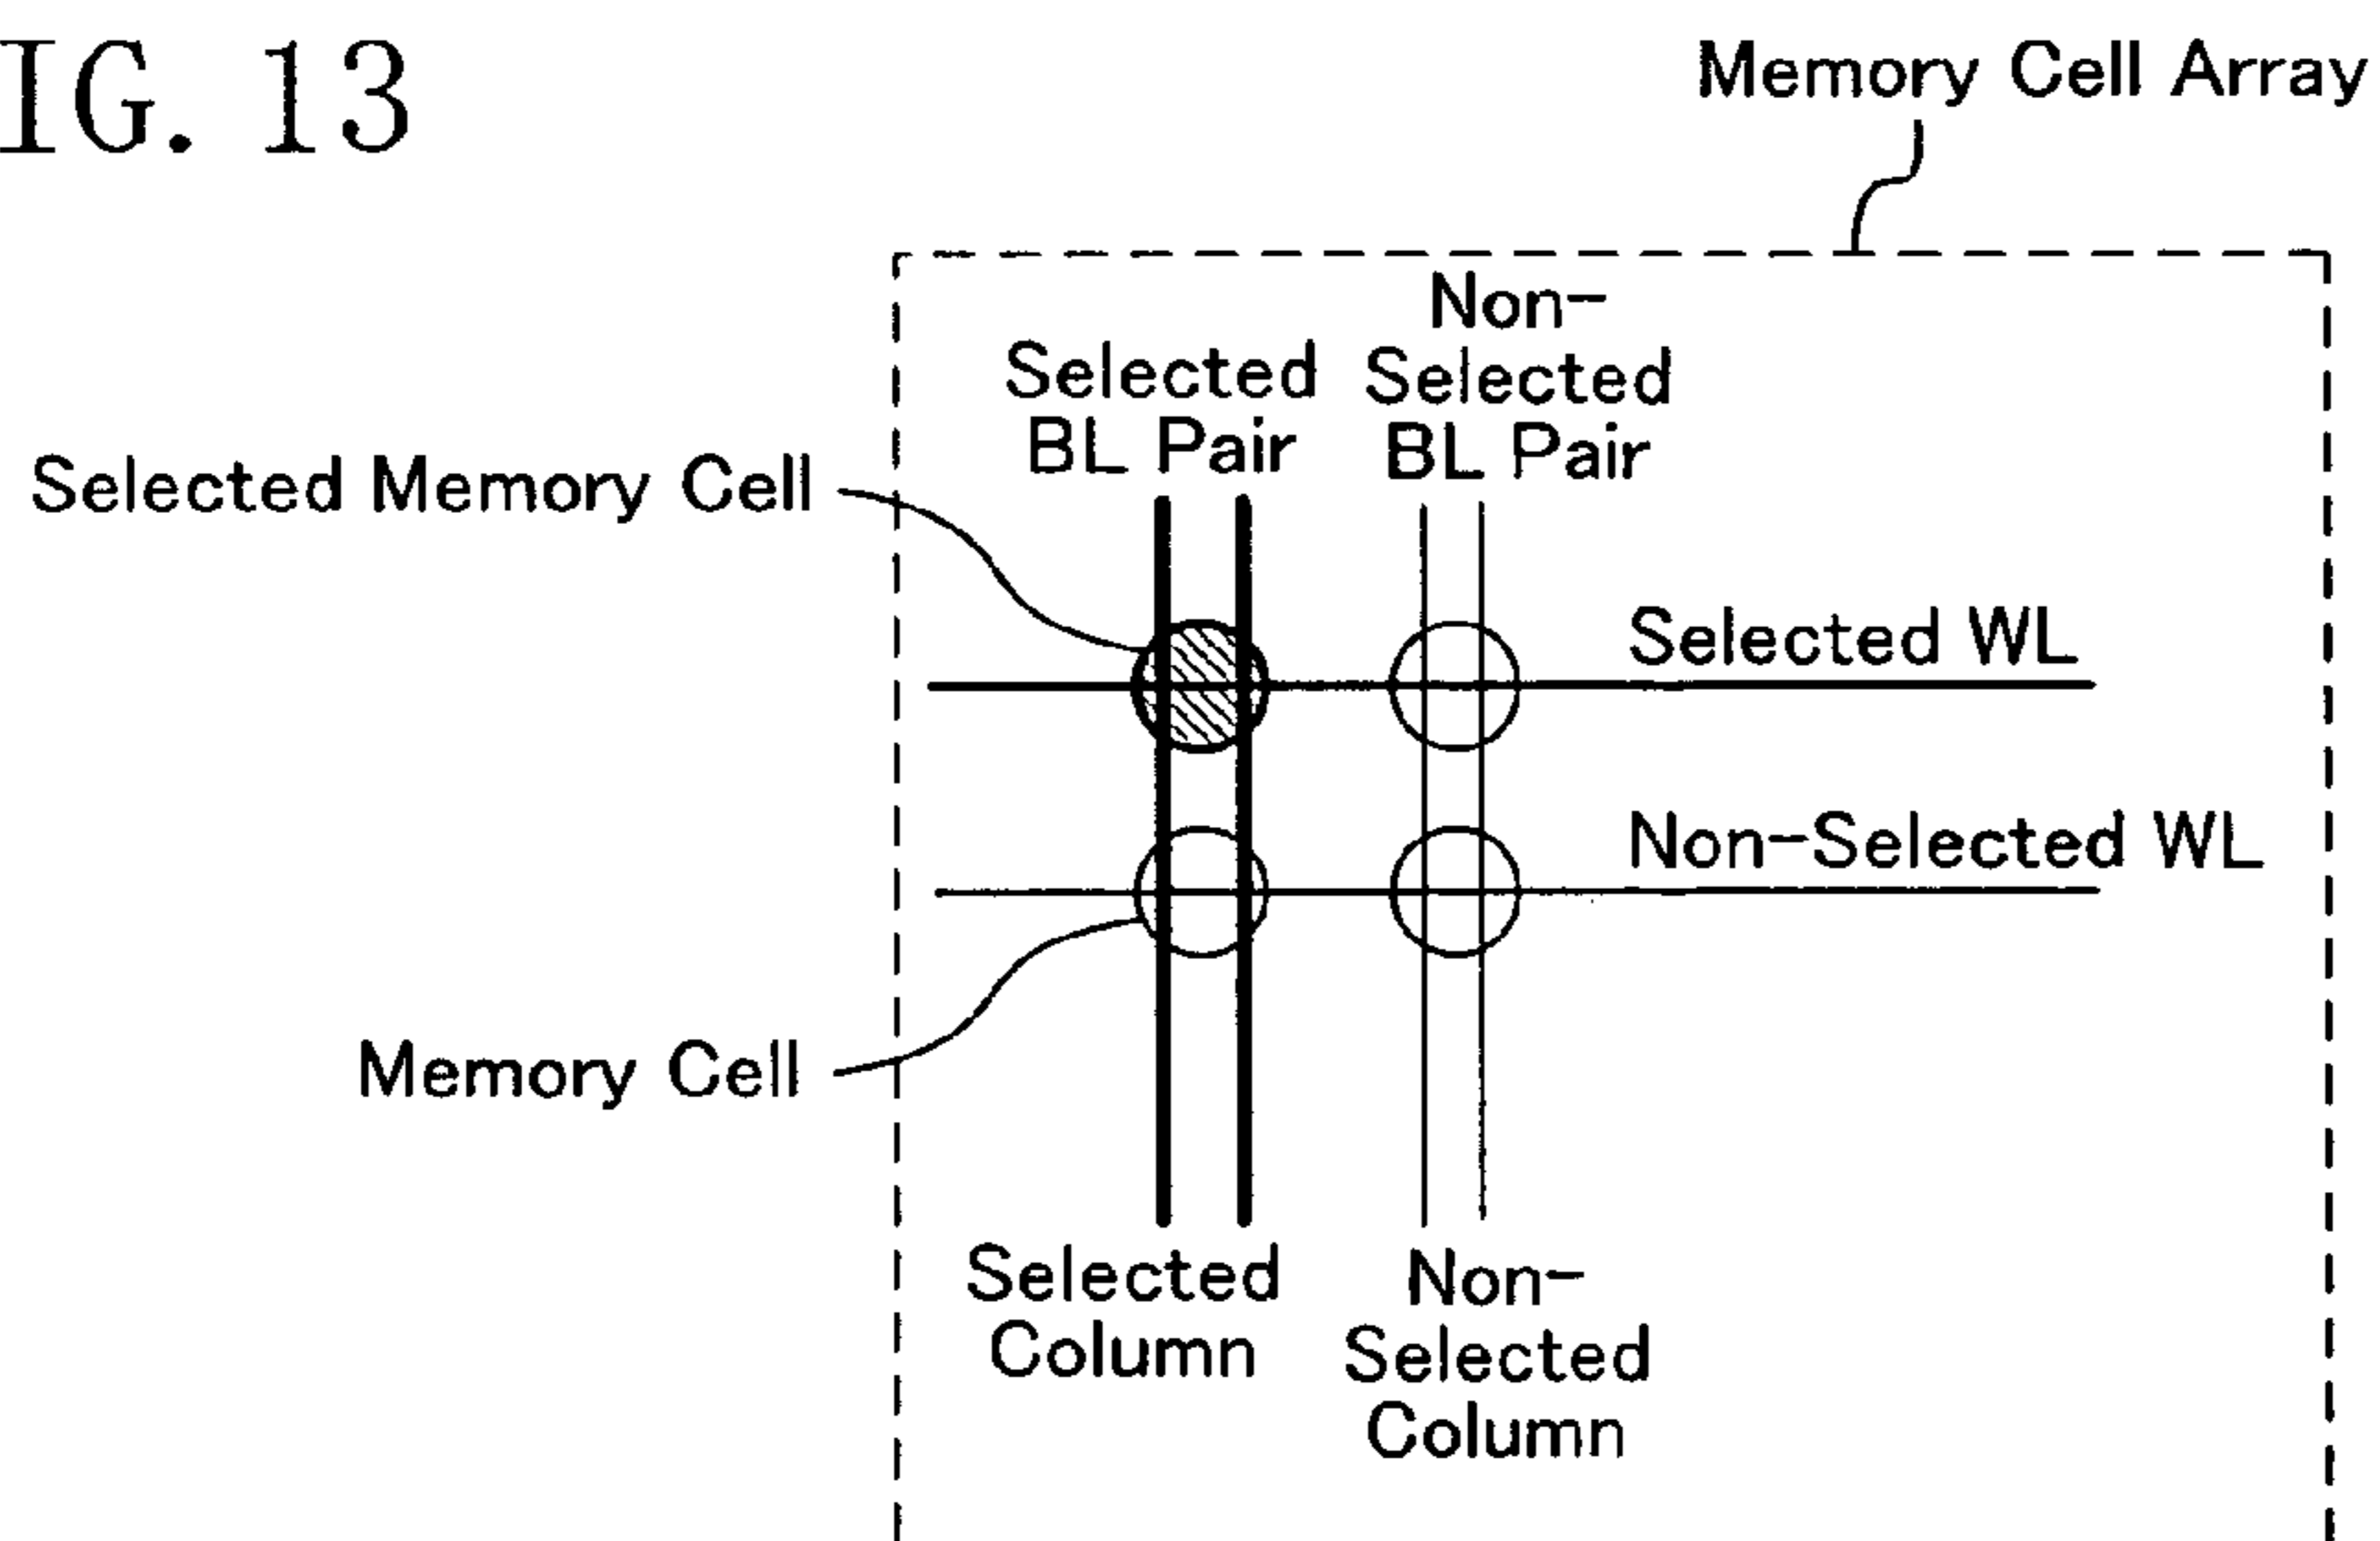 IG. 13
Memory Cell Array
Non-
Selected
BL Pair
Selected
BL Pair
Selected Memory Cell
Selected WL
Non-Selected WL
Memory Cell
Selected
Column
Non-
Selected
Column